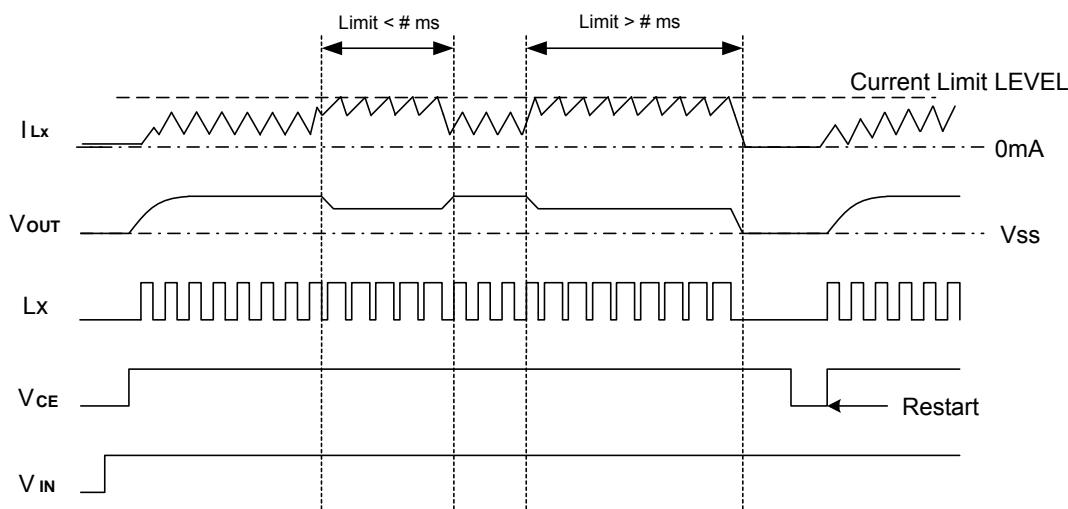 Limit < # ms
Limit > # ms
Current Limit LEVEL
ILx
0mA
VOUT
Vss
Lx
VCE
Restart
VIN